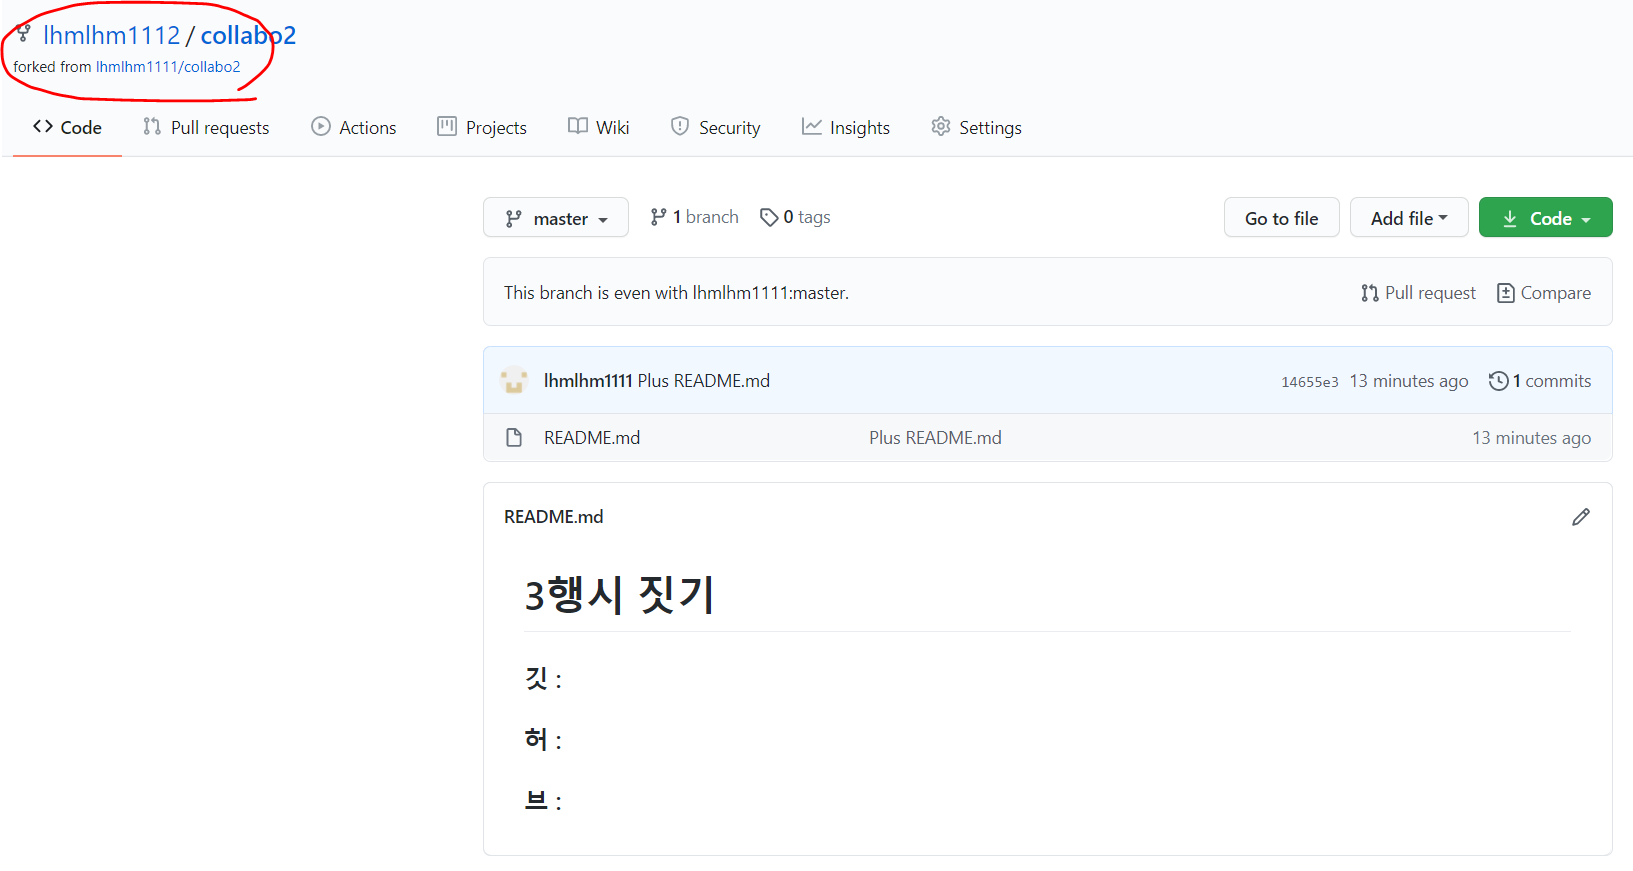 lhmlhm1112 / collabo2
forked from lhmlhm1111/collabo2
Code Pull requests Actions Projects Wiki Security Insights Settings
master 1 branch 0 tags Go to file Add file Code
This branch is even with lhmlhm1111:master. Pull request Compare
lhmlhm1111 Plus README.md 14655e3 13 minutes ago 1 commits
README.md Plus README.md 13 minutes ago
README.md
3행시 짓기
깃 :
허 :
브 :